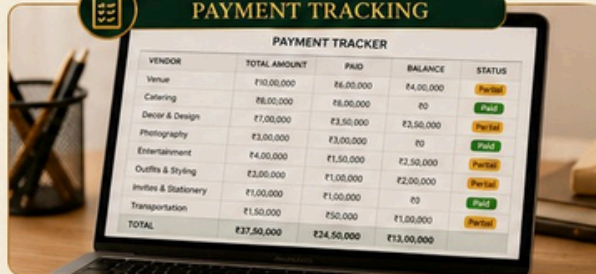 PAYMENT TRACKING
PAYMENT TRACKER
VENDOR TOTAL AMOUNT PAID BALANCE STATUS
Venue ₹10,00,000 ₹6,00,000 ₹4,00,000 Partial
Catering ₹8,00,000 ₹8,00,000 ₹0 Paid
Decor & Design ₹7,00,000 ₹3,50,000 ₹3,50,000 Partial
Photography ₹3,00,000 ₹3,00,000 ₹0 Paid
Entertainment ₹4,00,000 ₹1,50,000 ₹2,50,000 Partial
Outfits & Styling ₹3,00,000 ₹1,00,000 ₹2,00,000 Partial
Invites & Stationery ₹1,00,000 ₹1,00,000 ₹0 Paid
Transportation ₹1,50,000 ₹50,000 ₹1,00,000 Partial
TOTAL ₹37,50,000 ₹24,50,000 ₹13,00,000